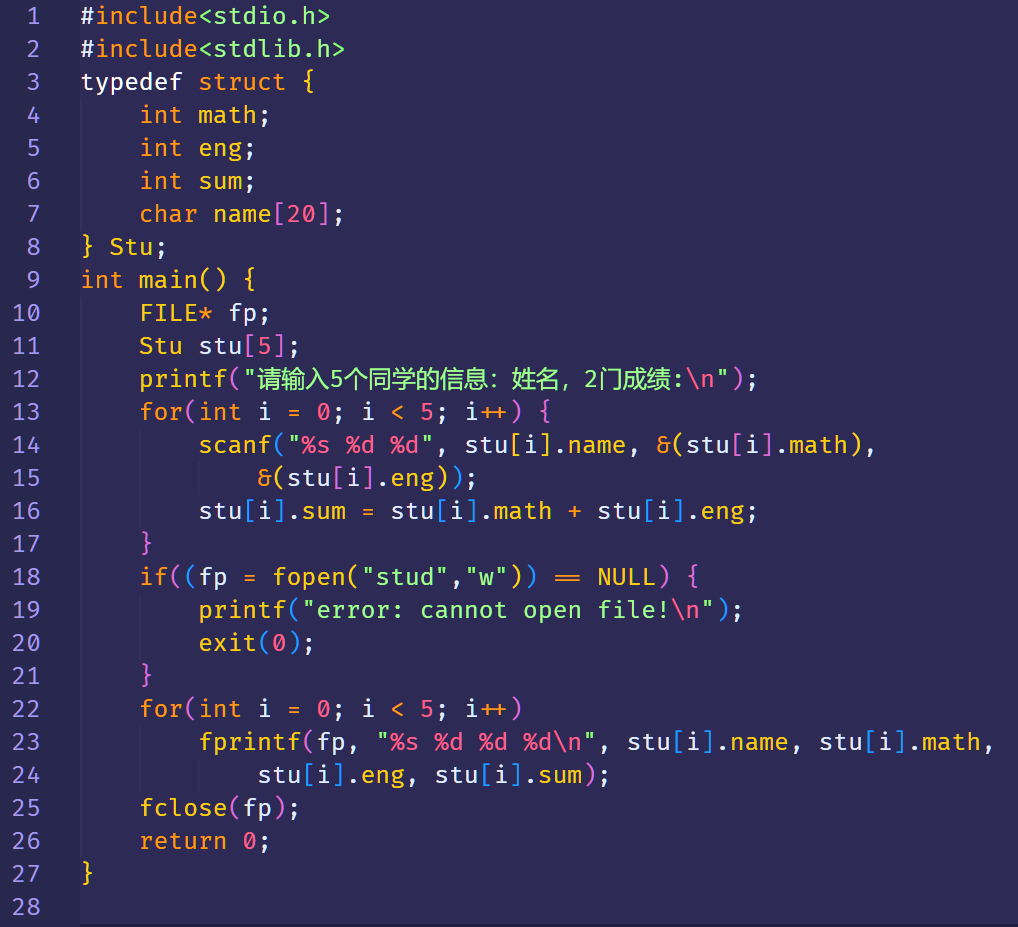 1 #include<stdio.h>
2 #include<stdlib.h>
3 typedef struct {
4     int math;
5     int eng;
6     int sum;
7     char name[20];
8 } Stu;
9 int main() {
10     FILE* fp;
11     Stu stu[5];
12     printf("请输入5个同学的信息：姓名，2门成绩:\n");
13     for(int i = 0; i < 5; i++) {
14         scanf("%s %d %d", stu[i].name, &(stu[i].math),
15             &(stu[i].eng));
16         stu[i].sum = stu[i].math + stu[i].eng;
17     }
18     if((fp = fopen("stud","w")) == NULL) {
19         printf("error: cannot open file!\n");
20         exit(0);
21     }
22     for(int i = 0; i < 5; i++)
23         fprintf(fp, "%s %d %d %d\n", stu[i].name, stu[i].math,
24             stu[i].eng, stu[i].sum);
25     fclose(fp);
26     return 0;
27 }
28